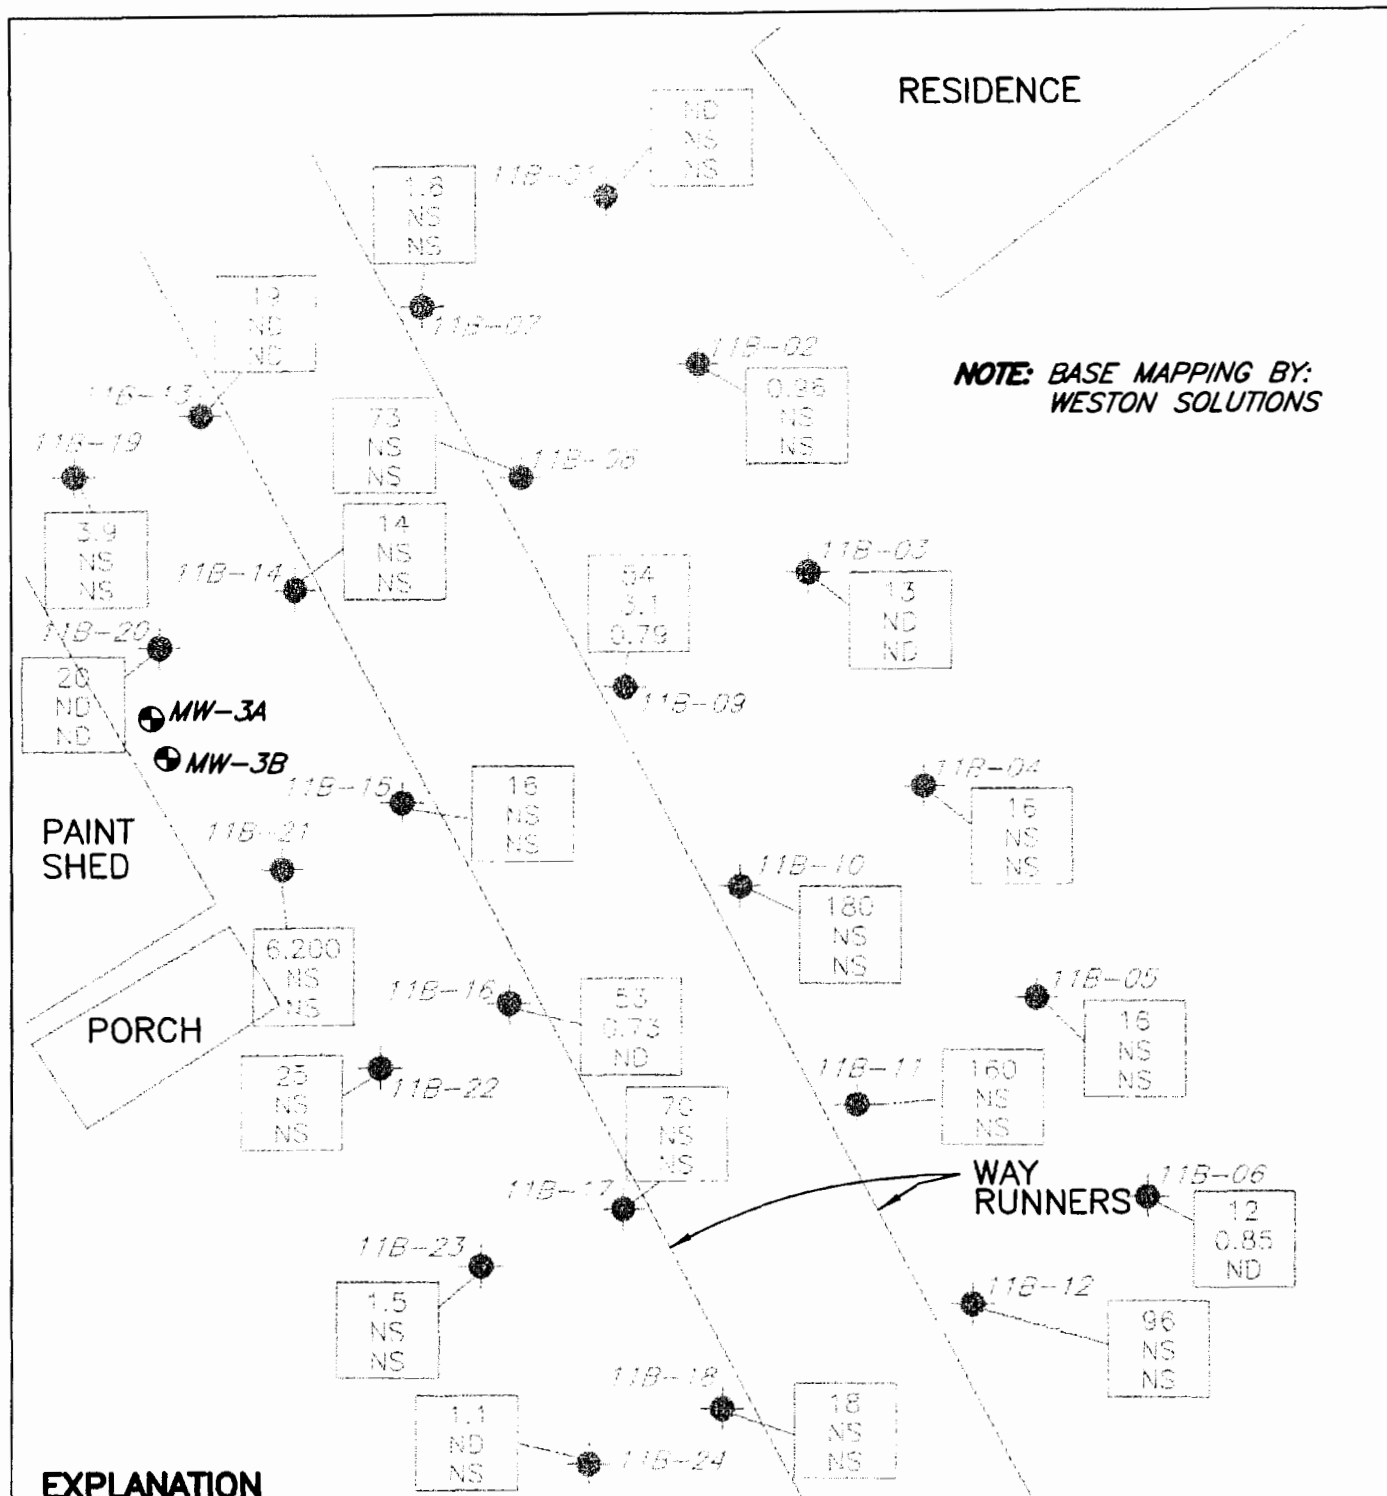 RESIDENCE
ND
NS
NS
11B-01
1.8
NS
NS
11B-07
19
ND
ND
11B-13
11B-02
0.96
NS
NS
NOTE: BASE MAPPING BY:
WESTON SOLUTIONS
73
NS
NS
11B-08
11B-19
3.9
NS
NS
14
NS
NS
11B-14
11B-03
13
ND
ND
54
3.1
0.79
11B-09
11B-20
20
ND
ND
MW-3A
MW-3B
11B-15
16
NS
NS
11B-04
15
NS
NS
PAINT
SHED
11B-21
6,200
NS
NS
11B-10
180
NS
NS
11B-16
53
0.73
ND
11B-05
16
NS
NS
PORCH
25
NS
NS
11B-22
11B-11
160
NS
NS
70
NS
NS
11B-17
WAY
RUNNERS
11B-06
12
0.85
ND
11B-23
1.5
NS
NS
11B-12
96
NS
NS
11B-18
18
NS
NS
1.1
ND
NS
11B-24
EXPLANATION